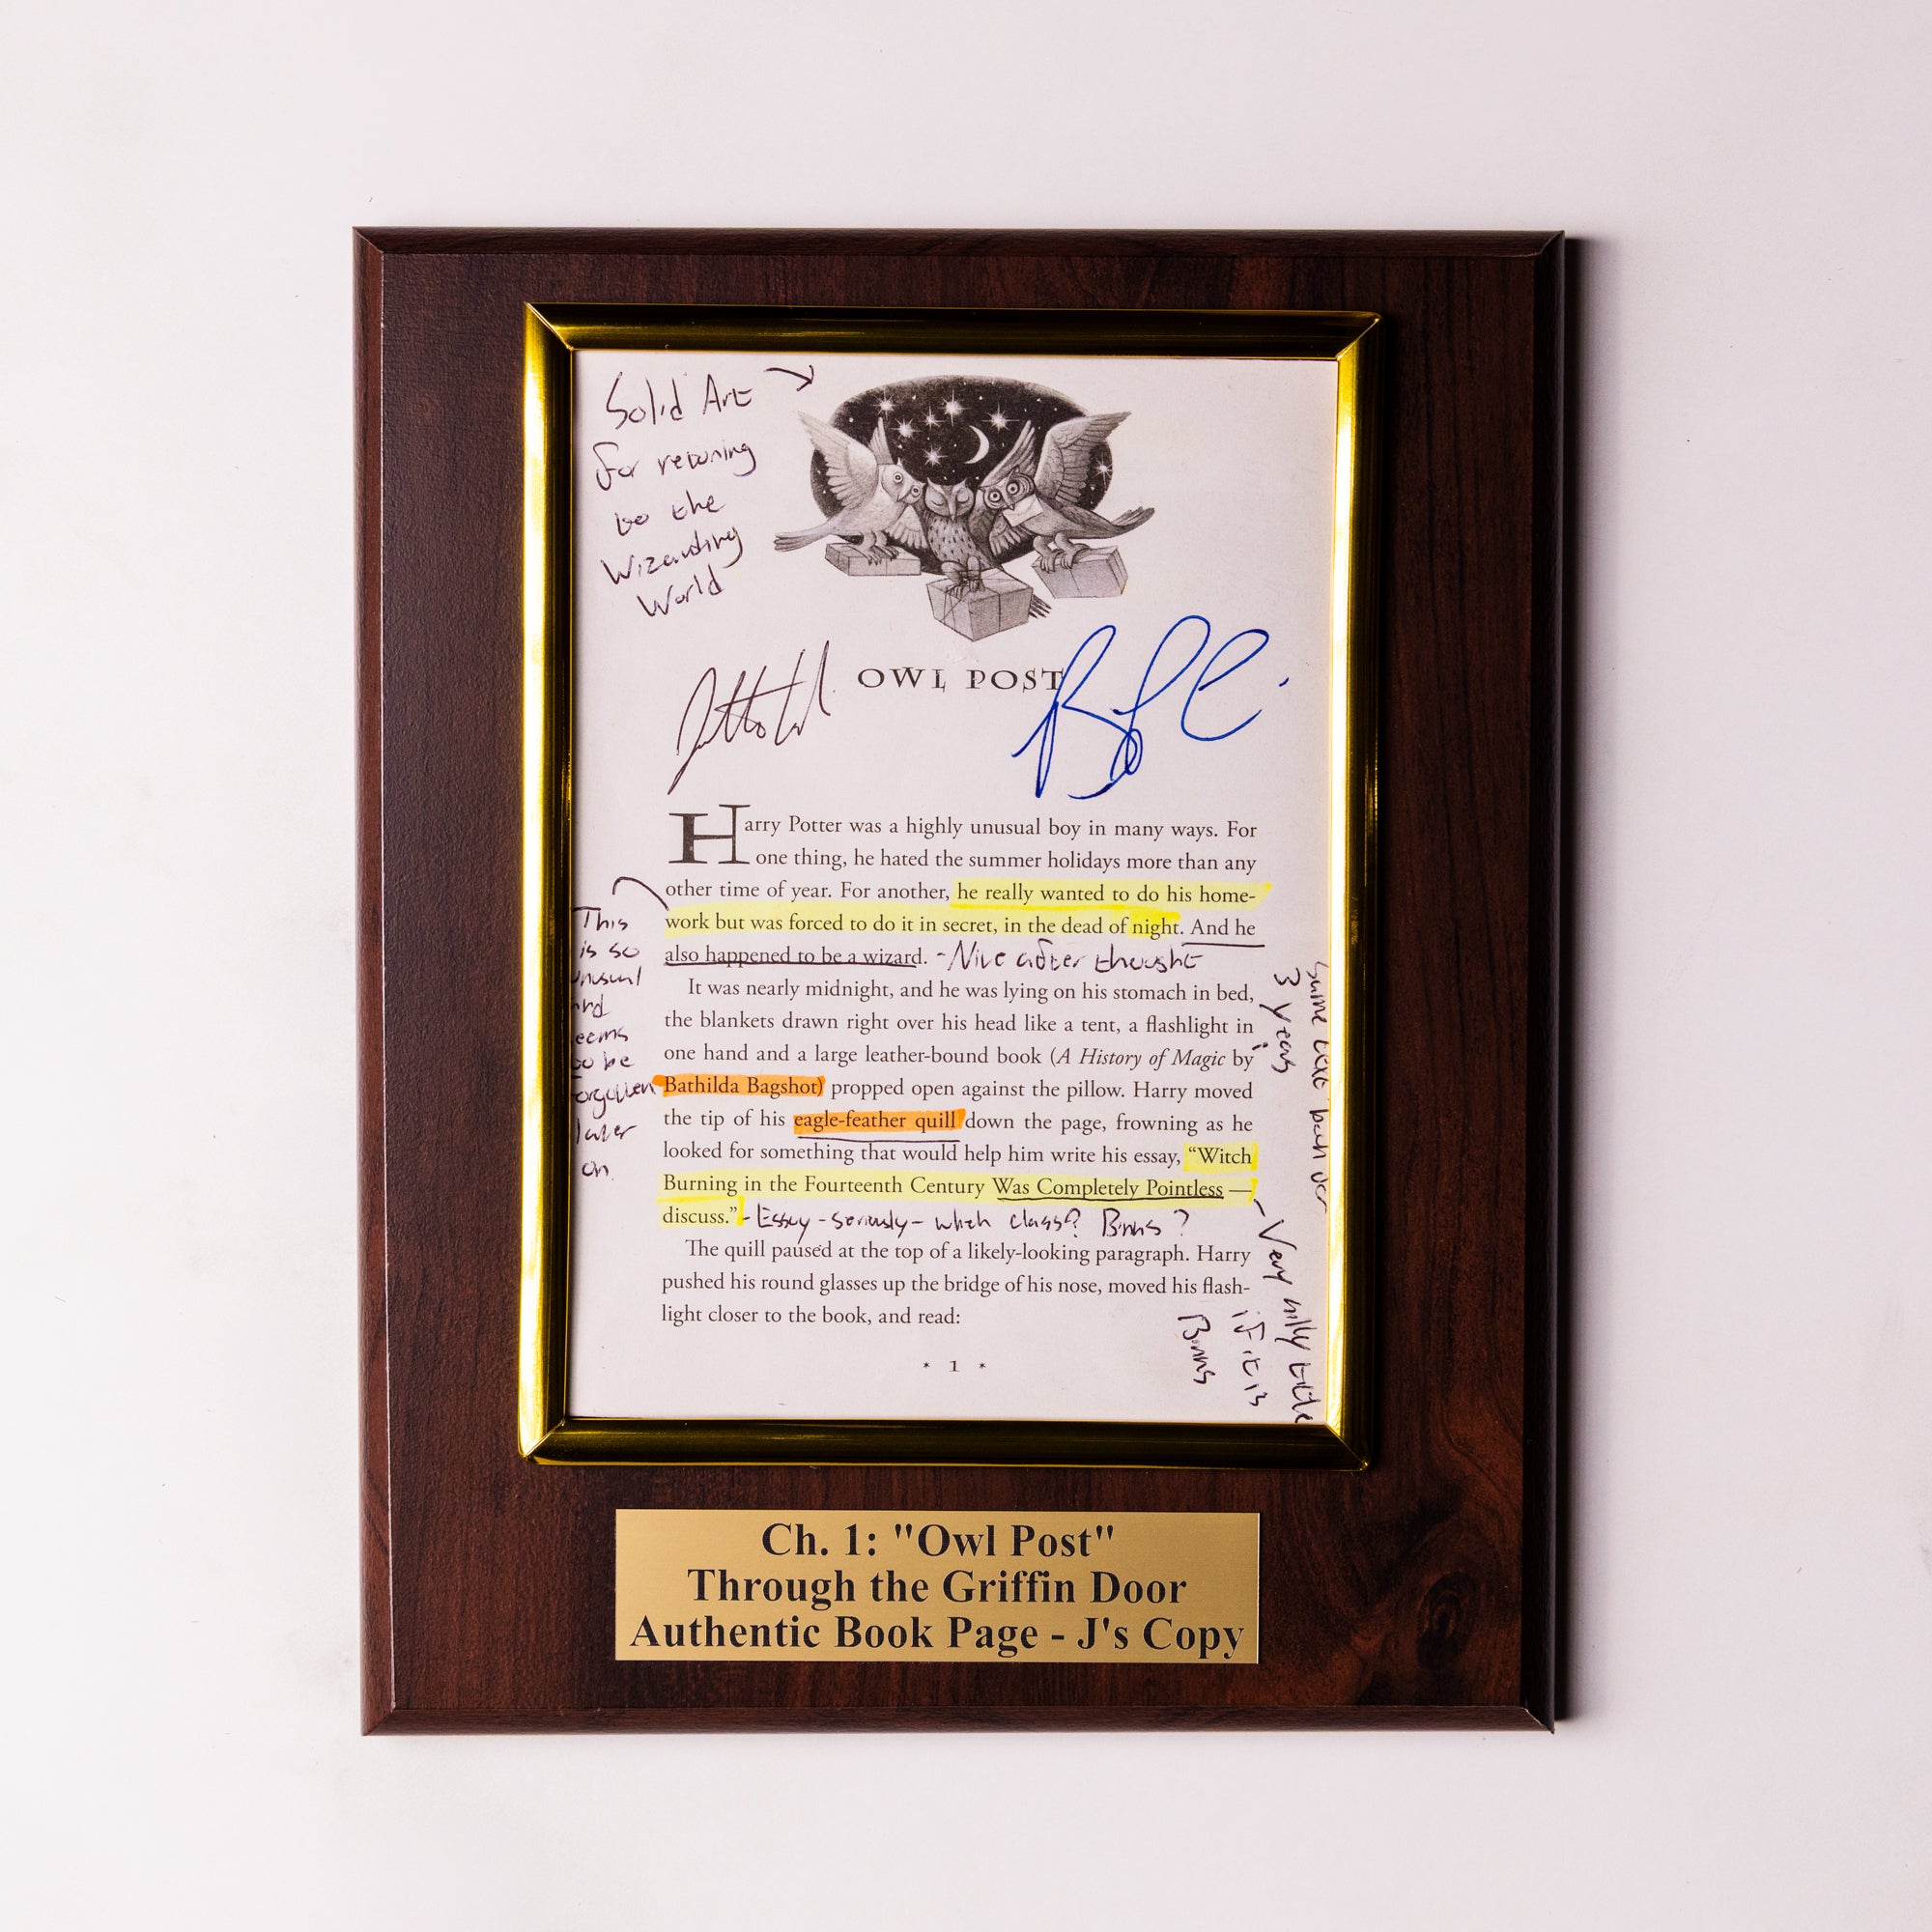 Solid Art
for reuning
to the
Wizarding
World
OWL POST
Harry Potter was a highly unusual boy in many ways. For
one thing, he hated the summer holidays more than any
other time of year. For another, he really wanted to do his home-
work but was forced to do it in secret, in the dead of night. And he
also happened to be a wizard. - Nice after thought
This
is so
unusual
and
seems
to be
forgotten
later
on.
It was nearly midnight, and he was lying on his stomach in bed,
the blankets drawn right over his head like a tent, a flashlight in
one hand and a large leather-bound book (A History of Magic by
Bathilda Bagshot) propped open against the pillow. Harry moved
the tip of his eagle-feather quill down the page, frowning as he
looked for something that would help him write his essay, “Witch
Burning in the Fourteenth Century Was Completely Pointless —
discuss.” - Essay - seriously - which class? Binns?
Same text
3 years
Very silly title
if it is
Binns
The quill paused at the top of a likely-looking paragraph. Harry
pushed his round glasses up the bridge of his nose, moved his flash-
light closer to the book, and read:
* 1 *
Ch. 1: "Owl Post"
Through the Griffin Door
Authentic Book Page - J's Copy